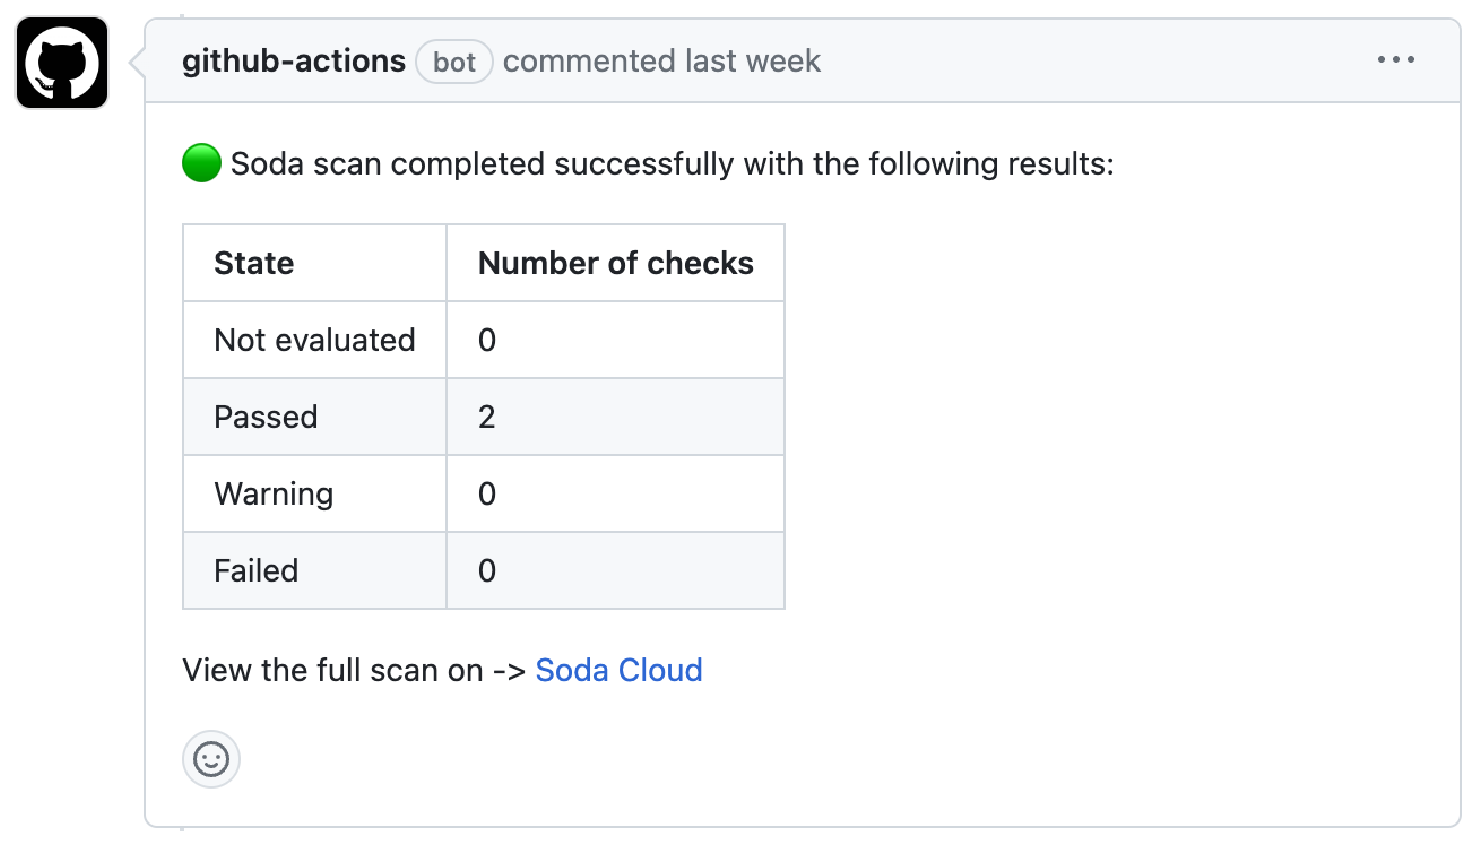 github-actions bot commented last week
Soda scan completed successfully with the following results:
State Number of checks
Not evaluated 0
Passed 2
Warning 0
Failed 0
View the full scan on -> Soda Cloud